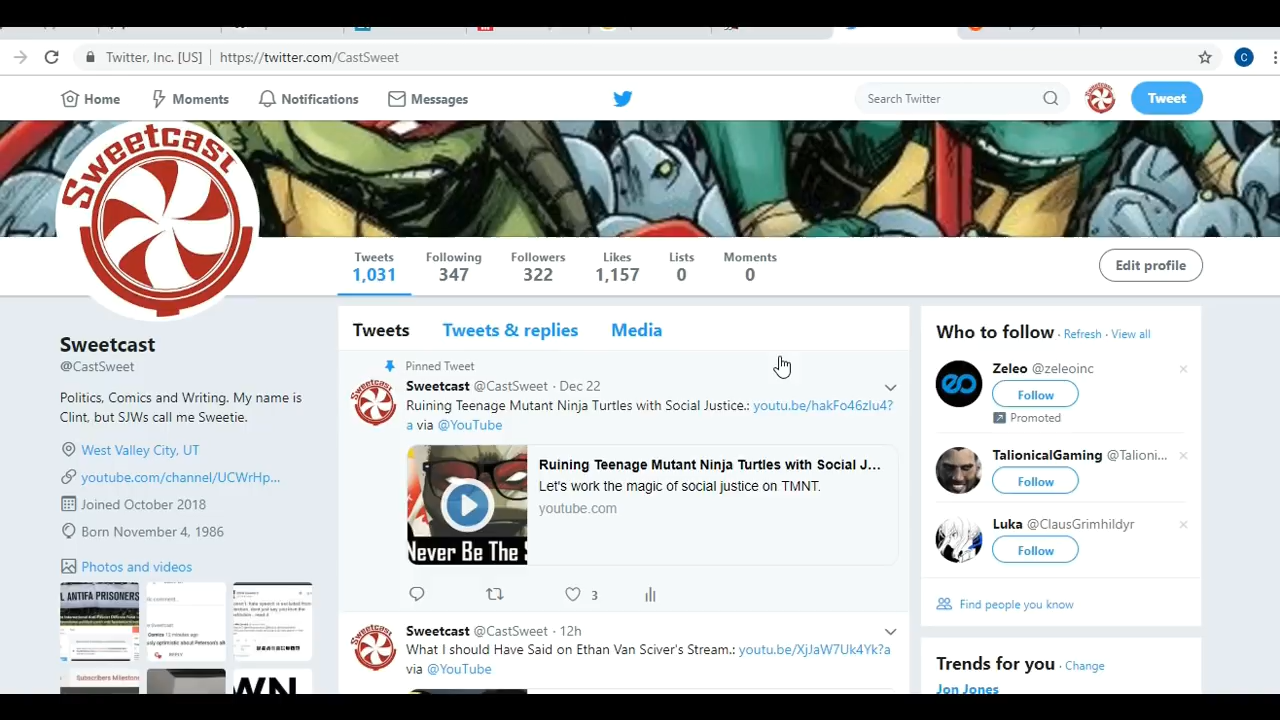 Twitter, Inc. [US] | https://twitter.com/CastSweet
C
Home Moments Notifications Messages
Search Twitter
Tweet
Sweetcast
Tweets Following Followers Likes Lists Moments
1,031 347 322 1,157 0 0
Edit profile
Sweetcast
@CastSweet
Politics, Comics and Writing. My name is
Clint, but SJWs call me Sweetie.
West Valley City, UT
youtube.com/channel/UCWrHp...
Joined October 2018
Born November 4, 1986
Photos and videos
ANTIFA PRISONERS
Subscribers Milestone
Tweets Tweets & replies Media
Pinned Tweet
Sweetcast @CastSweet · Dec 22
Ruining Teenage Mutant Ninja Turtles with Social Justice.: youtu.be/hakFo46zlu4?
a via @YouTube
Never Be The S
Ruining Teenage Mutant Ninja Turtles with Social J...
Let's work the magic of social justice on TMNT.
youtube.com
3
Sweetcast @CastSweet · 12h
What I should Have Said on Ethan Van Sciver's Stream.: youtu.be/XjJaW7Uk4Yk?a
via @YouTube
Who to follow · Refresh · View all
Zeleo @zeleoinc
Follow
Promoted
TalionicalGaming @Talioni...
Follow
Luka @ClausGrimhildyr
Follow
Find people you know
Trends for you · Change
Jon Jones